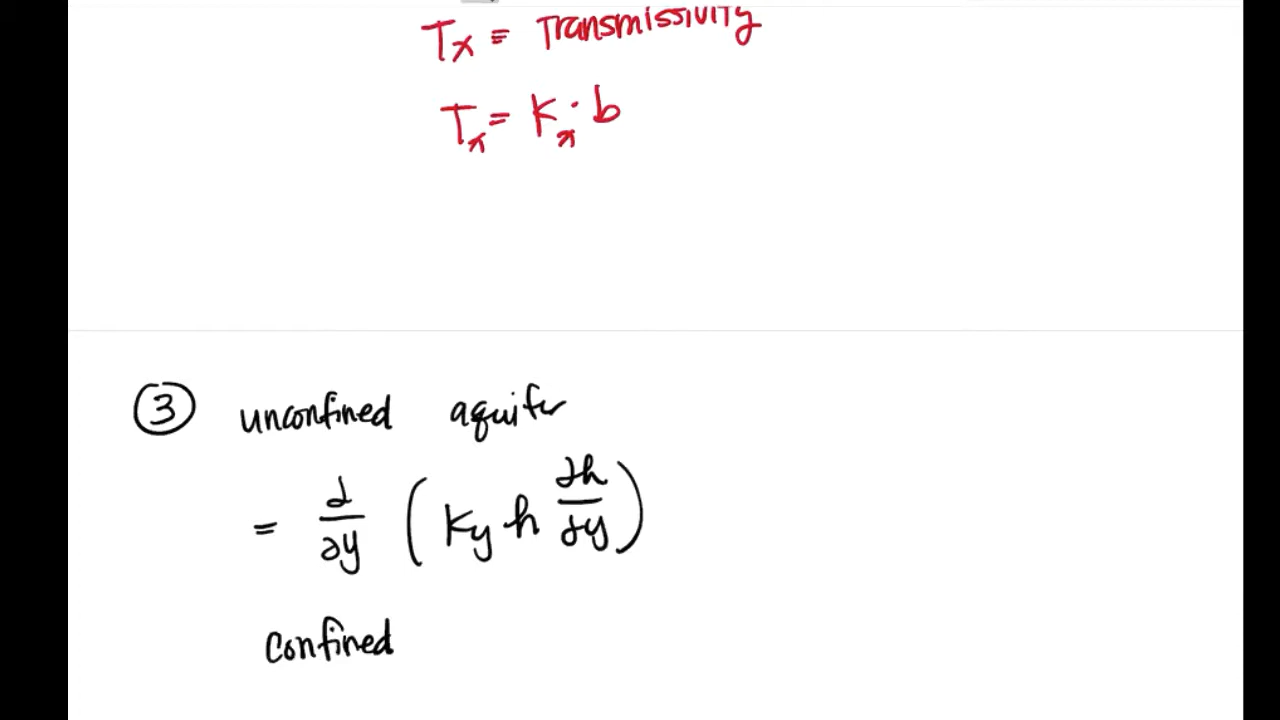 Tx = Transmissivity
Tx = Kx · b
③ unconfined aquifer
= ∂/∂y ( Ky h ∂h/∂y )
confined